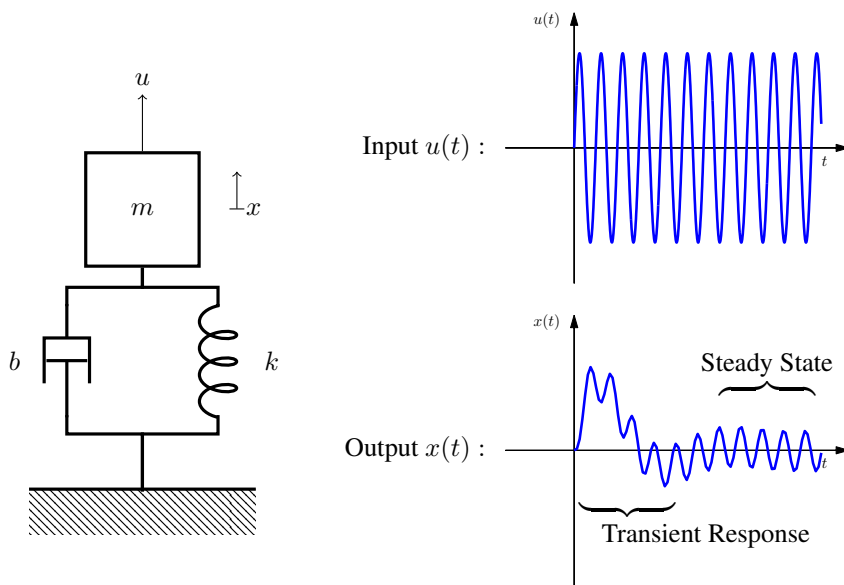 u
m
x
b
k
u(t)
Input u(t) :
t
x(t)
Steady State
Output x(t) :
t
Transient Response